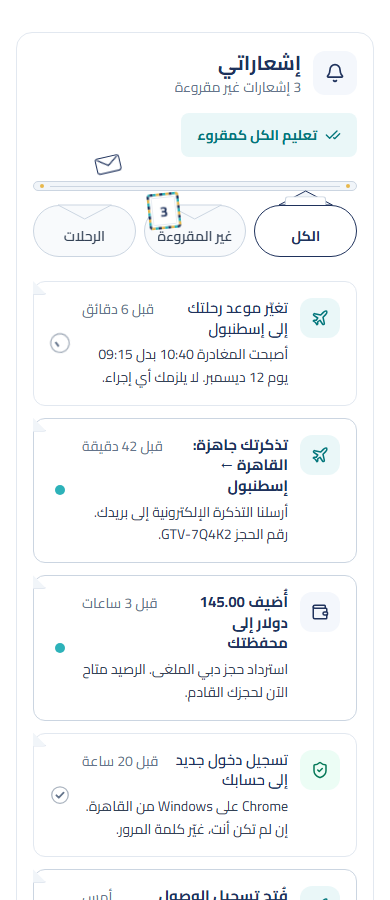 إشعاراتي
3 إشعارات غير مقروءة
تعليم الكل كمقروء
الكل
غير المقروءة
3
الرحلات
تغيّر موعد رحلتك
إلى إسطنبول
قبل 6 دقائق
أصبحت المغادرة 10:40 بدل 09:15
يوم 12 ديسمبر. لا يلزمك أي إجراء.
تذكرتك جاهزة:
القاهرة ←
إسطنبول
قبل 42 دقيقة
أرسلنا التذكرة الإلكترونية إلى بريدك.
رقم الحجز GTV-7Q4K2.
أُضيف 145.00
دولار إلى
محفظتك
قبل 3 ساعات
استرداد حجز دبي الملغى. الرصيد متاح
الآن لحجزك القادم.
تسجيل دخول جديد
إلى حسابك
قبل 20 ساعة
Chrome على Windows من القاهرة.
إن لم تكن أنت، غيّر كلمة المرور.
فُتح تسجيل الوصول
أمس